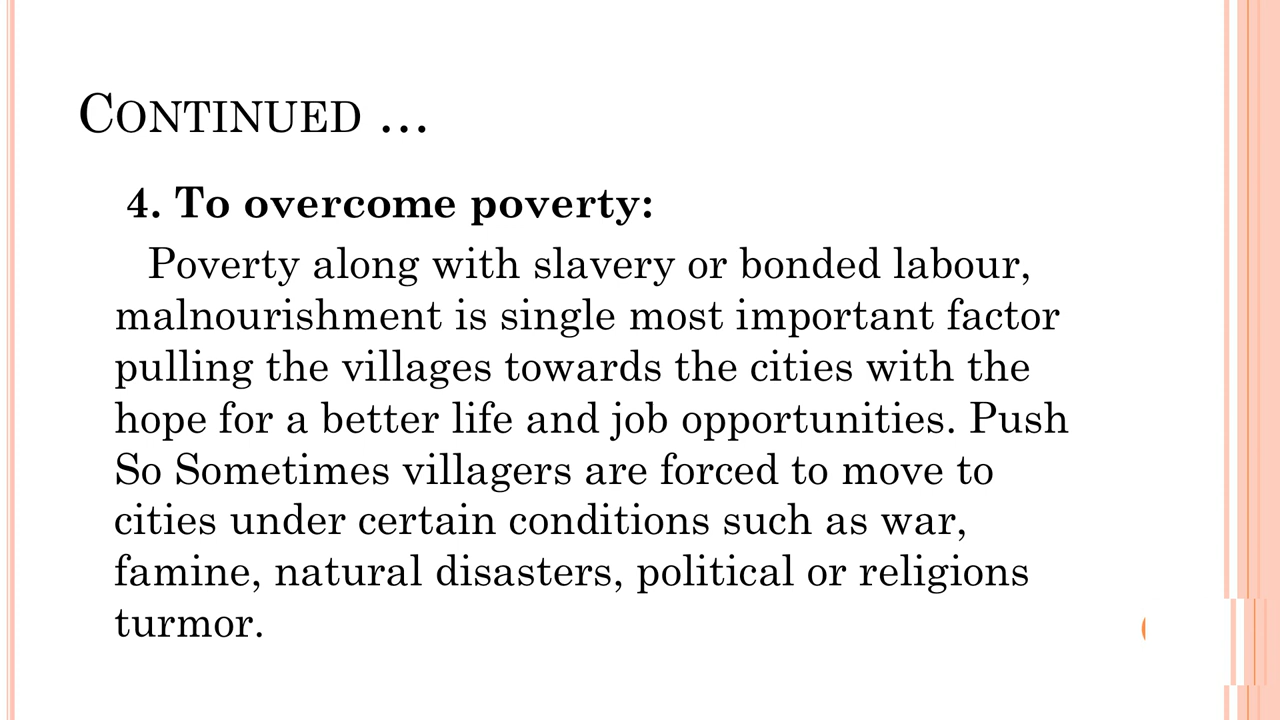 CONTINUED …
4. To overcome poverty:
Poverty along with slavery or bonded labour,
malnourishment is single most important factor
pulling the villages towards the cities with the
hope for a better life and job opportunities. Push
So Sometimes villagers are forced to move to
cities under certain conditions such as war,
famine, natural disasters, political or religions
turmor.